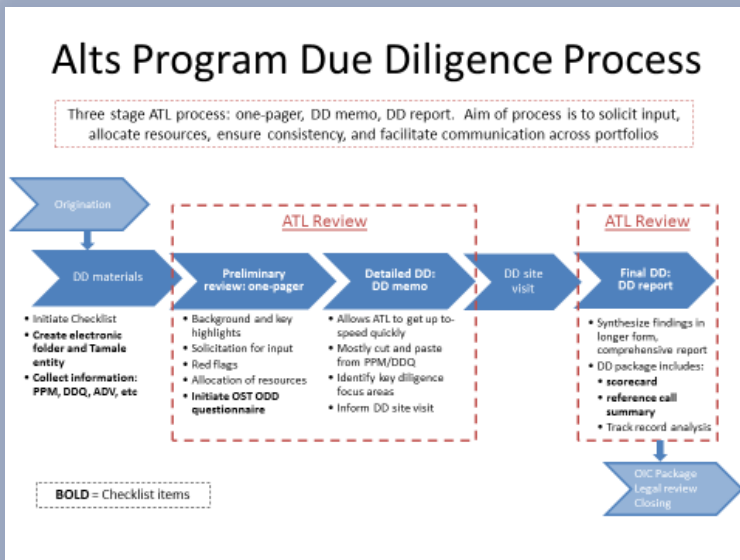 Alts Program Due Diligence Process
Three stage ATL process: one-pager, DD memo, DD report. Aim of process is to solicit input,
allocate resources, ensure consistency, and facilitate communication across portfolios
Origination
ATL Review
ATL Review
DD materials
Preliminary
review: one-pager
Detailed DD:
DD memo
DD site
visit
Final DD:
DD report
• Initiate Checklist
• Create electronic
folder and Tamale
entity
• Collect information:
PPM, DDQ, ADV, etc
• Background and key
highlights
• Solicitation for input
• Red flags
• Allocation of resources
• Initiate OST ODD
questionnaire
• Allows ATL to get up to-
speed quickly
• Mostly cut and paste
from PPM/DDQ
• Identify key diligence
focus areas
• Inform DD site visit
• Synthesize findings in
longer form,
comprehensive report
• DD package includes:
• scorecard
• reference call
summary
• Track record analysis
OIC Package
Legal review
Closing
BOLD = Checklist items